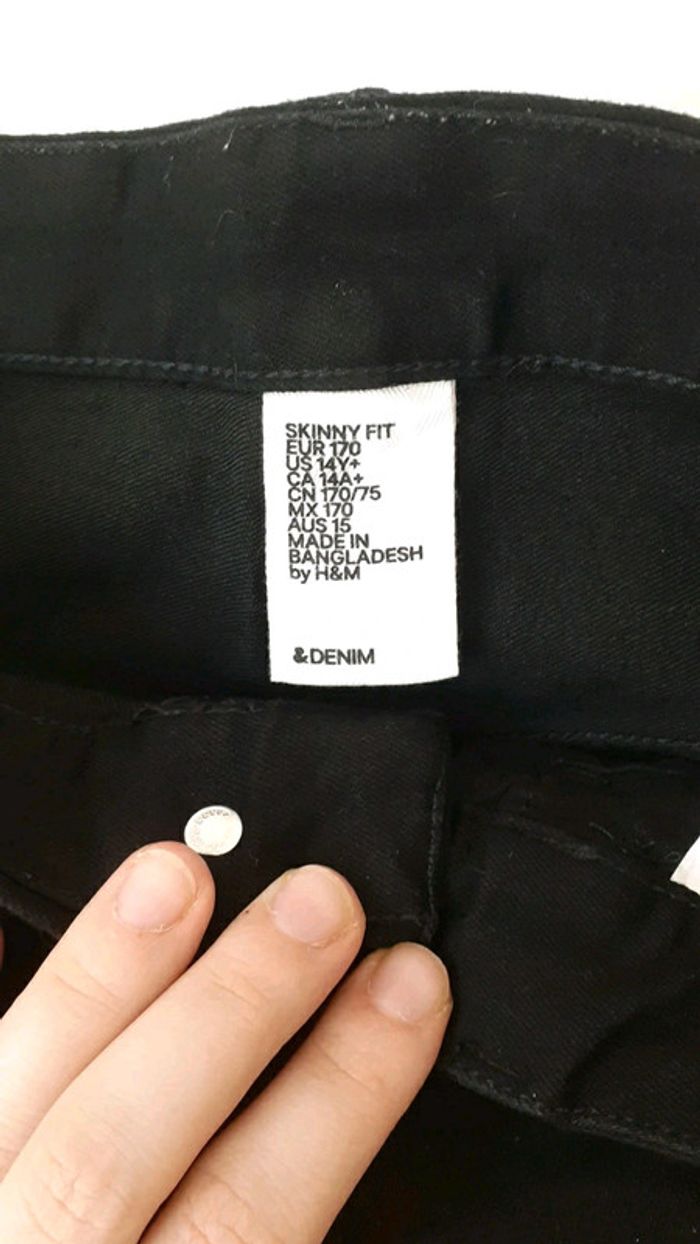 SKINNY FIT
EUR 170
US 14Y+
CA 14A+
CN 170/75
MX 170
AUS 15
MADE IN
BANGLADESH
by H&M
&DENIM